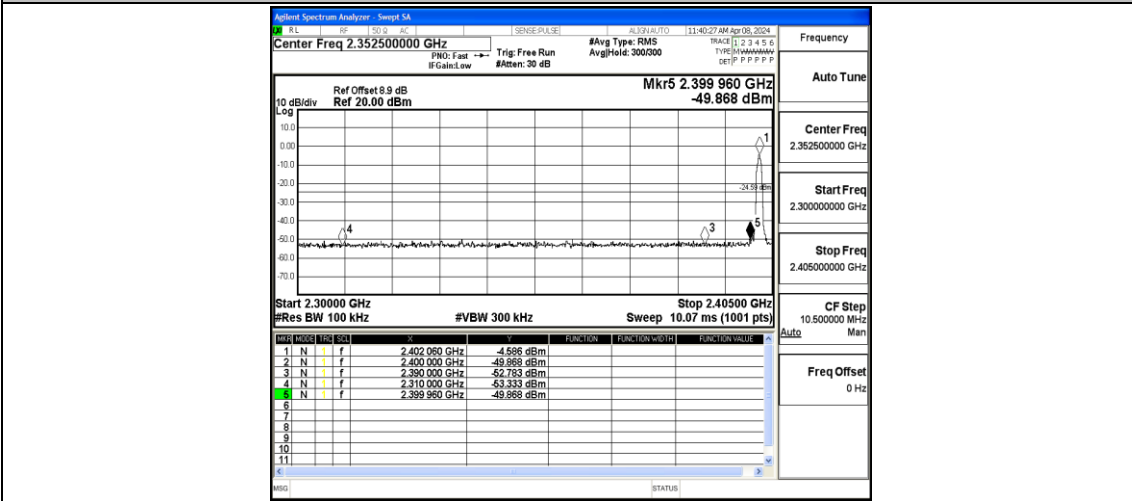 Agilent Spectrum Analyzer - Swept SA
RL RF 50 Ω AC SENSE:PULSE ALIGN AUTO 11:40:27 AM Apr 08, 2024
Center Freq 2.352500000 GHz
PNO: Fast
IFGain:Low
Trig: Free Run
#Atten: 30 dB
#Avg Type: RMS
Avg|Hold: 300/300
TRACE 1 2 3 4 5 6
TYPE M
DET P P P P P P
Frequency
Auto Tune
Center Freq
2.352500000 GHz
Start Freq
2.300000000 GHz
Stop Freq
2.405000000 GHz
CF Step
10.500000 MHz
Auto Man
Freq Offset
0 Hz
Mkr5 2.399 960 GHz
-49.868 dBm
Ref Offset 8.9 dB
10 dB/div Ref 20.00 dBm
Log
10.0
0.00
-10.0
-20.0
-30.0
-40.0
-50.0
-60.0
-70.0
1
-24.59 dBm
4
3
5
Start 2.30000 GHz Stop 2.40500 GHz
#Res BW 100 kHz #VBW 300 kHz Sweep 10.07 ms (1001 pts)
MKR MODE TRC SCL X Y FUNCTION FUNCTION WIDTH FUNCTION VALUE
1 N 1 f 2.402 060 GHz -4.586 dBm
2 N 1 f 2.400 000 GHz -49.868 dBm
3 N 1 f 2.390 000 GHz -52.783 dBm
4 N 1 f 2.310 000 GHz -53.333 dBm
5 N 1 f 2.399 960 GHz -49.868 dBm
6
7
8
9
10
11
MSG STATUS